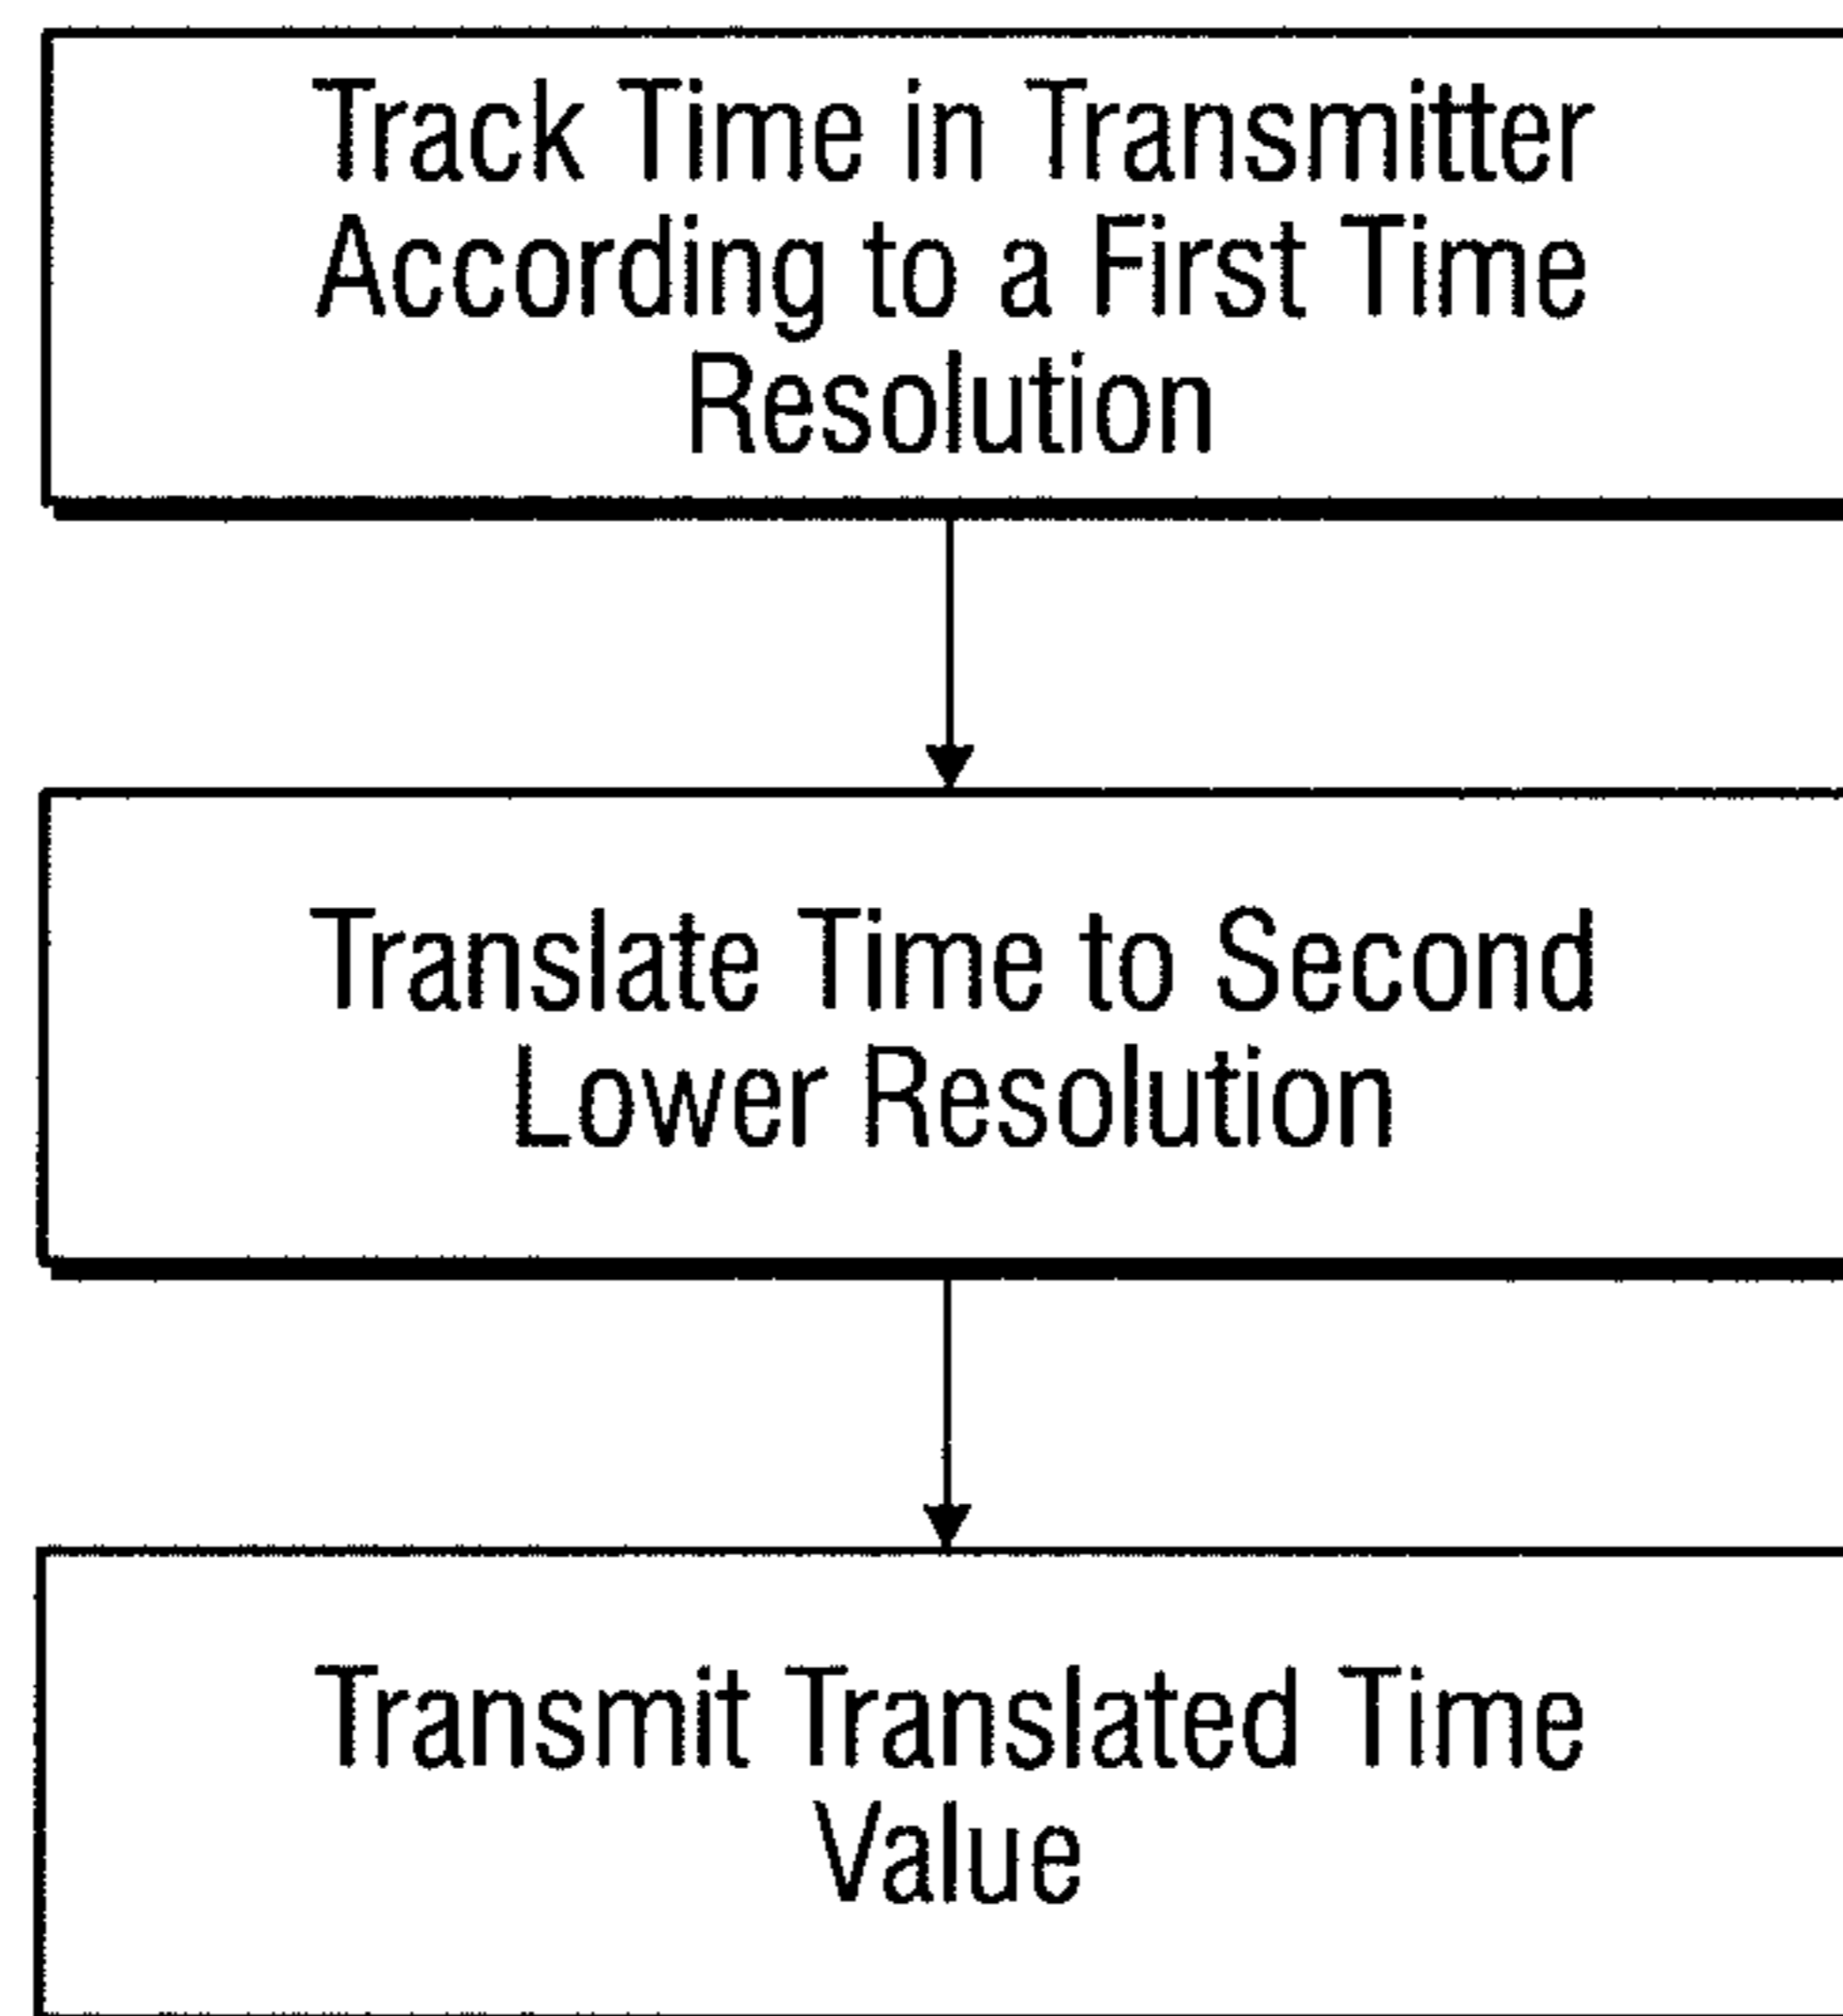 Track Time in Transmitter
According to a First Time
Resolution
Translate Time to Second
Lower Resolution
Transmit Translated Time
Value